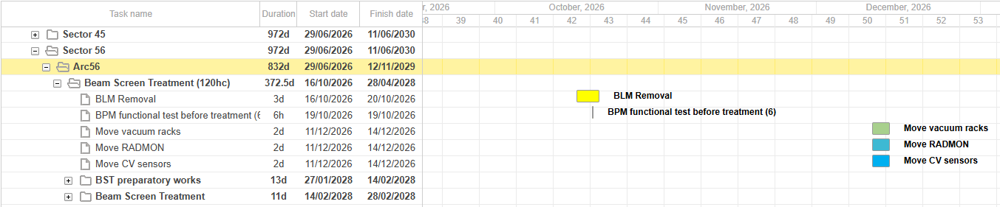 Task name Duration Start date Finish date r, 2026 October, 2026 November, 2026 December, 2026
38 39 40 41 42 43 44 45 46 47 48 49 50 51 52 53
Sector 45 972d 29/06/2026 11/06/2030
Sector 56 972d 29/06/2026 11/06/2030
Arc56 832d 29/06/2026 12/11/2029
Beam Screen Treatment (120hc) 372.5d 16/10/2026 28/04/2028
BLM Removal 3d 16/10/2026 20/10/2026 BLM Removal
BPM functional test before treatment (6 6h 19/10/2026 19/10/2026 BPM functional test before treatment (6)
Move vacuum racks 2d 11/12/2026 14/12/2026 Move vacuum racks
Move RADMON 2d 11/12/2026 14/12/2026 Move RADMON
Move CV sensors 2d 11/12/2026 14/12/2026 Move CV sensors
BST preparatory works 13d 27/01/2028 14/02/2028
Beam Screen Treatment 11d 14/02/2028 28/02/2028